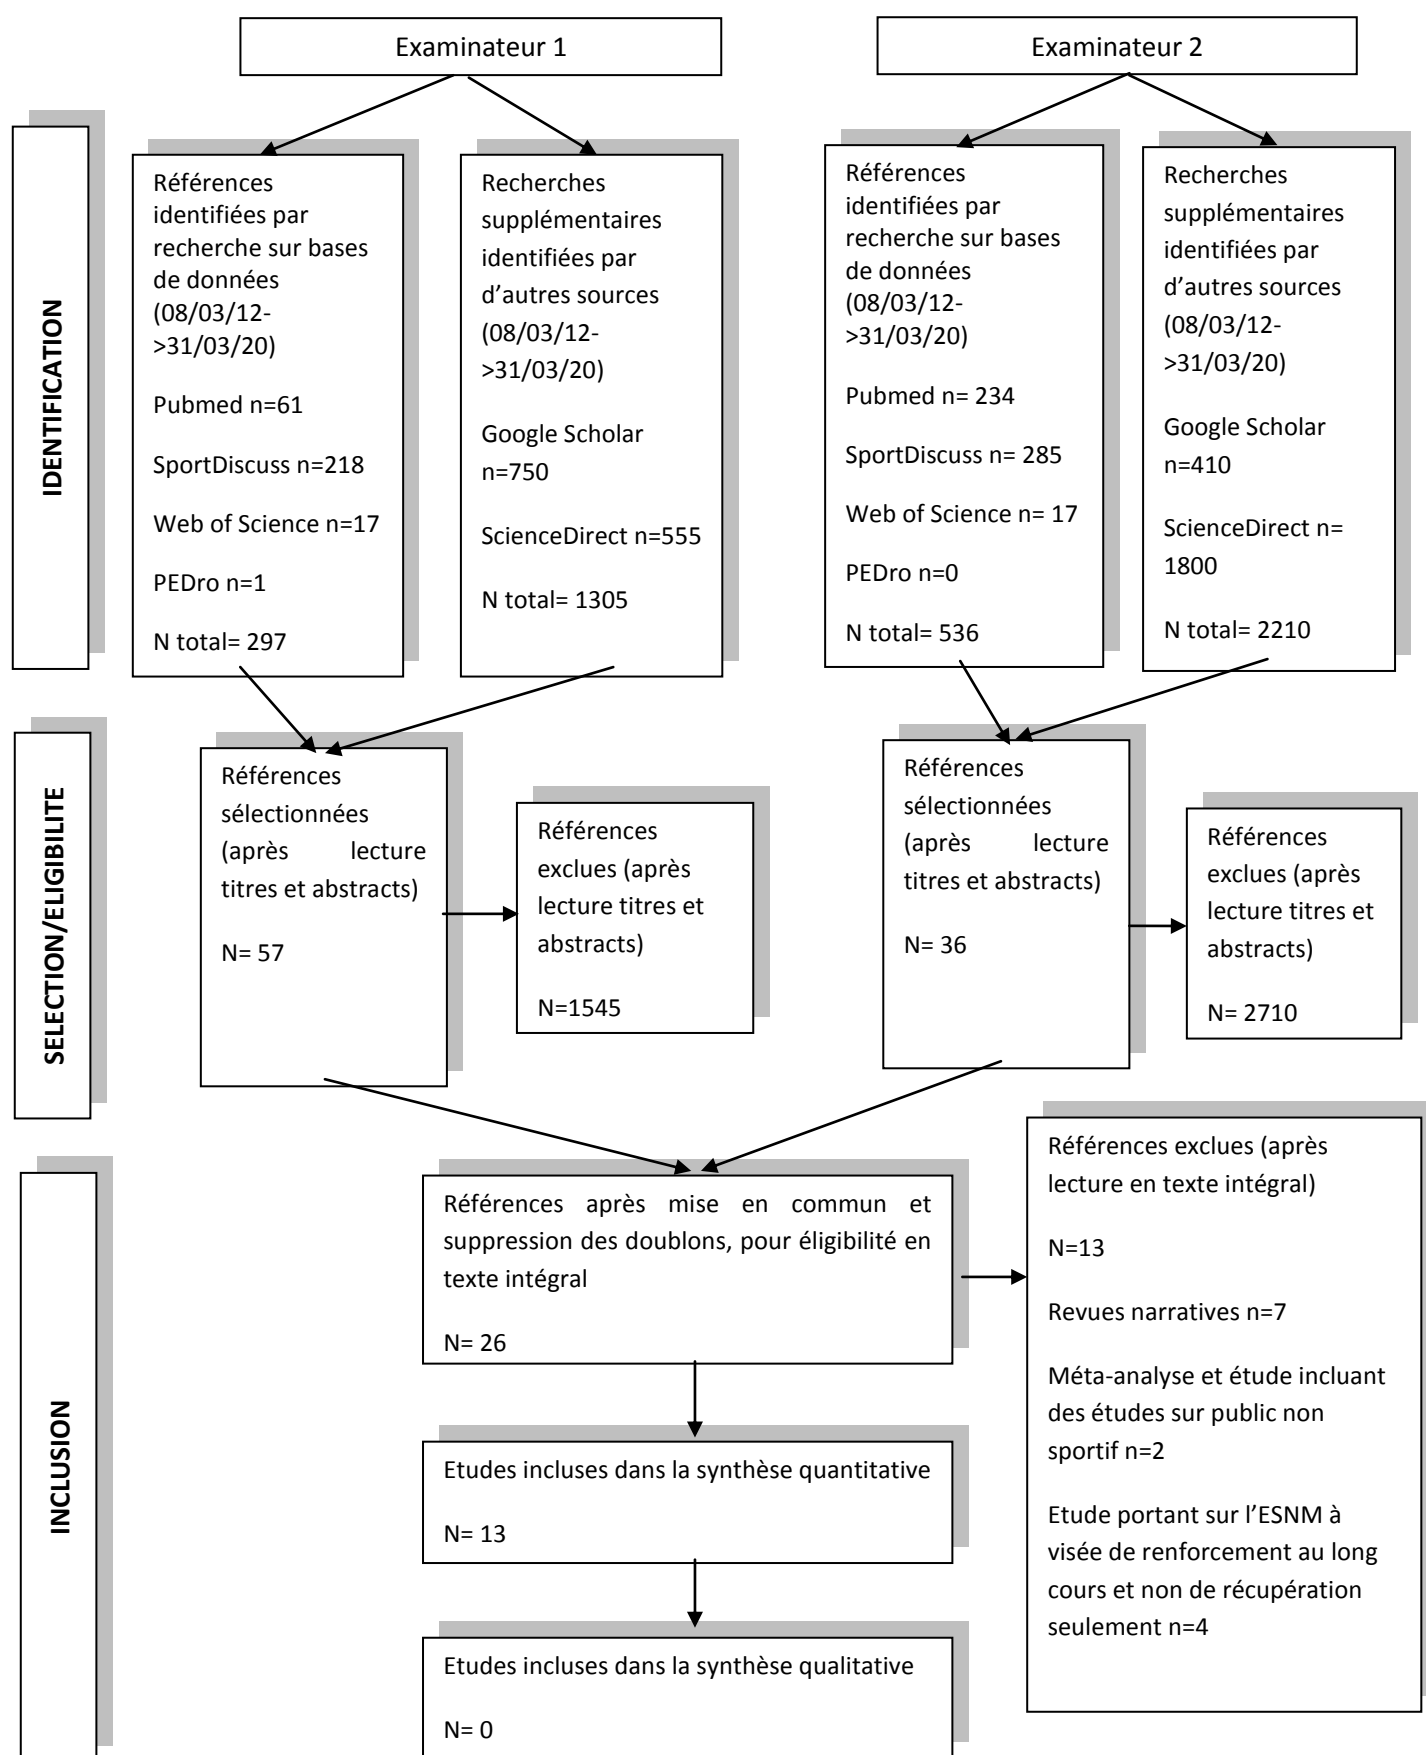 Examinateur 1
Examinateur 2
IDENTIFICATION
Références
identifiées par
recherche sur bases
de données
(08/03/12-
>31/03/20)
Pubmed n=61
SportDiscuss n=218
Web of Science n=17
PEDro n=1
N total= 297
Recherches
supplémentaires
identifiées par
d’autres sources
(08/03/12-
>31/03/20)
Google Scholar
n=750
ScienceDirect n=555
N total= 1305
Références
identifiées par
recherche sur bases
de données
(08/03/12-
>31/03/20)
Pubmed n= 234
SportDiscuss n= 285
Web of Science n= 17
PEDro n=0
N total= 536
Recherches
supplémentaires
identifiées par
d’autres sources
(08/03/12-
>31/03/20)
Google Scholar
n=410
ScienceDirect n=
1800
N total= 2210
SELECTION/ELIGIBILITE
Références
sélectionnées
(après lecture
titres et abstracts)
N= 57
Références
exclues (après
lecture titres et
abstracts)
N=1545
Références
sélectionnées
(après lecture
titres et abstracts)
N= 36
Références
exclues (après
lecture titres et
abstracts)
N= 2710
INCLUSION
Références après mise en commun et
suppression des doublons, pour éligibilité en
texte intégral
N= 26
Références exclues (après
lecture en texte intégral)
N=13
Revues narratives n=7
Méta-analyse et étude incluant
des études sur public non
sportif n=2
Etude portant sur l’ESNM à
visée de renforcement au long
cours et non de récupération
seulement n=4
Etudes incluses dans la synthèse quantitative
N= 13
Etudes incluses dans la synthèse qualitative
N= 0